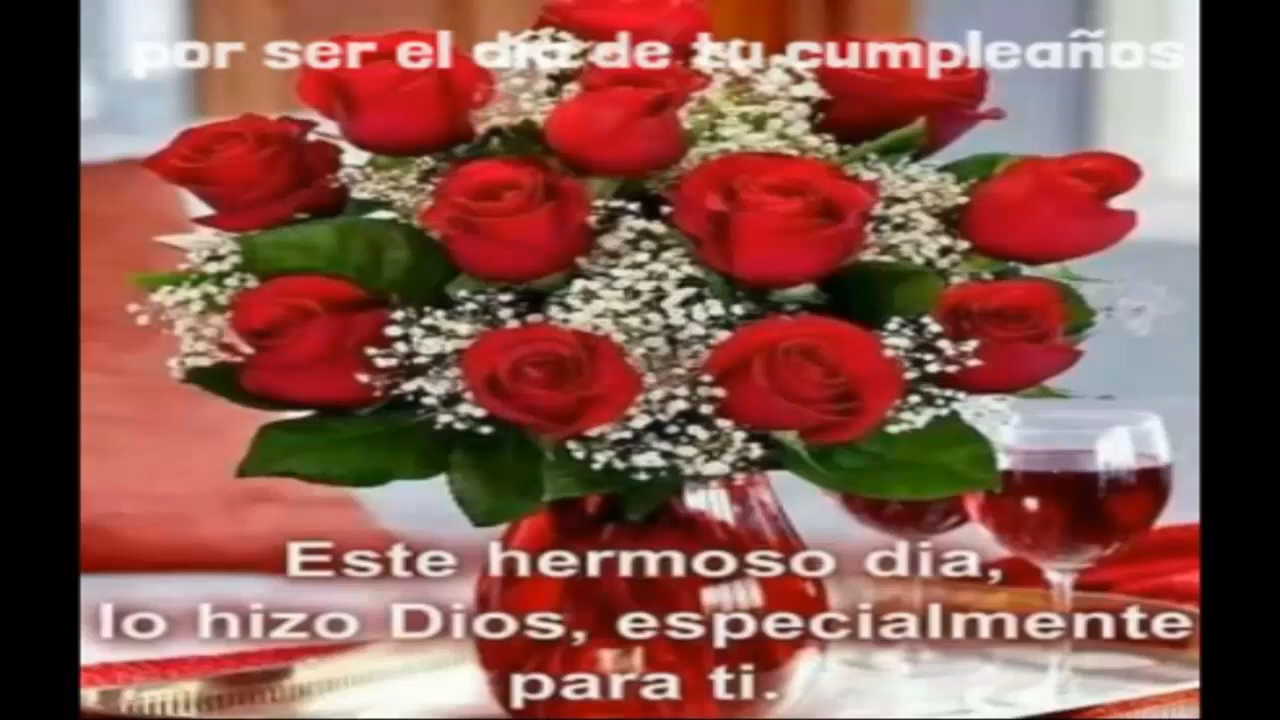 por ser el dia de tu cumpleaños
Este hermoso dia,
lo hizo Dios, especialmente
para ti.